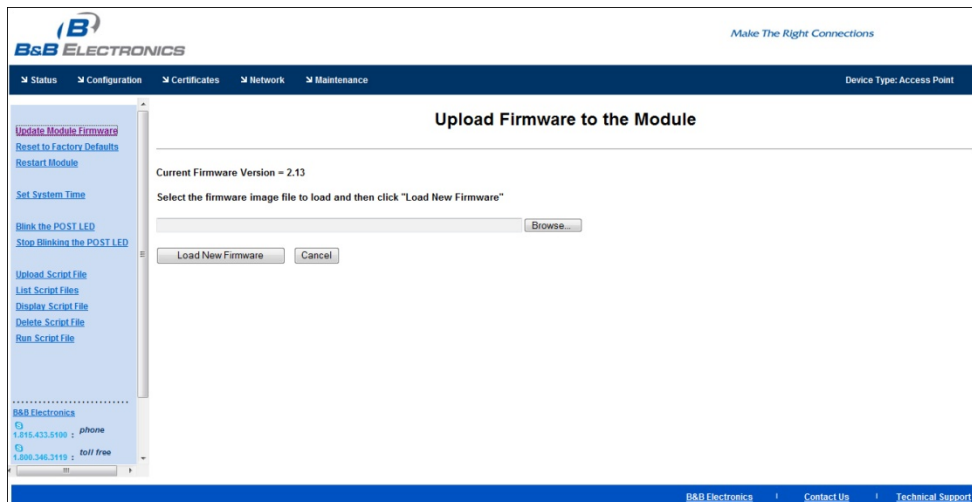 B&B ELECTRONICS
Make The Right Connections
Status Configuration Certificates Network Maintenance Device Type: Access Point
Update Module Firmware
Reset to Factory Defaults
Restart Module
Set System Time
Blink the POST LED
Stop Blinking the POST LED
Upload Script File
List Script Files
Display Script File
Delete Script File
Run Script File
B&B Electronics
1.815.433.5100 : phone
1.800.346.3119 : toll free
Upload Firmware to the Module
Current Firmware Version = 2.13
Select the firmware image file to load and then click "Load New Firmware"
Browse...
Load New Firmware Cancel
B&B Electronics | Contact Us | Technical Support